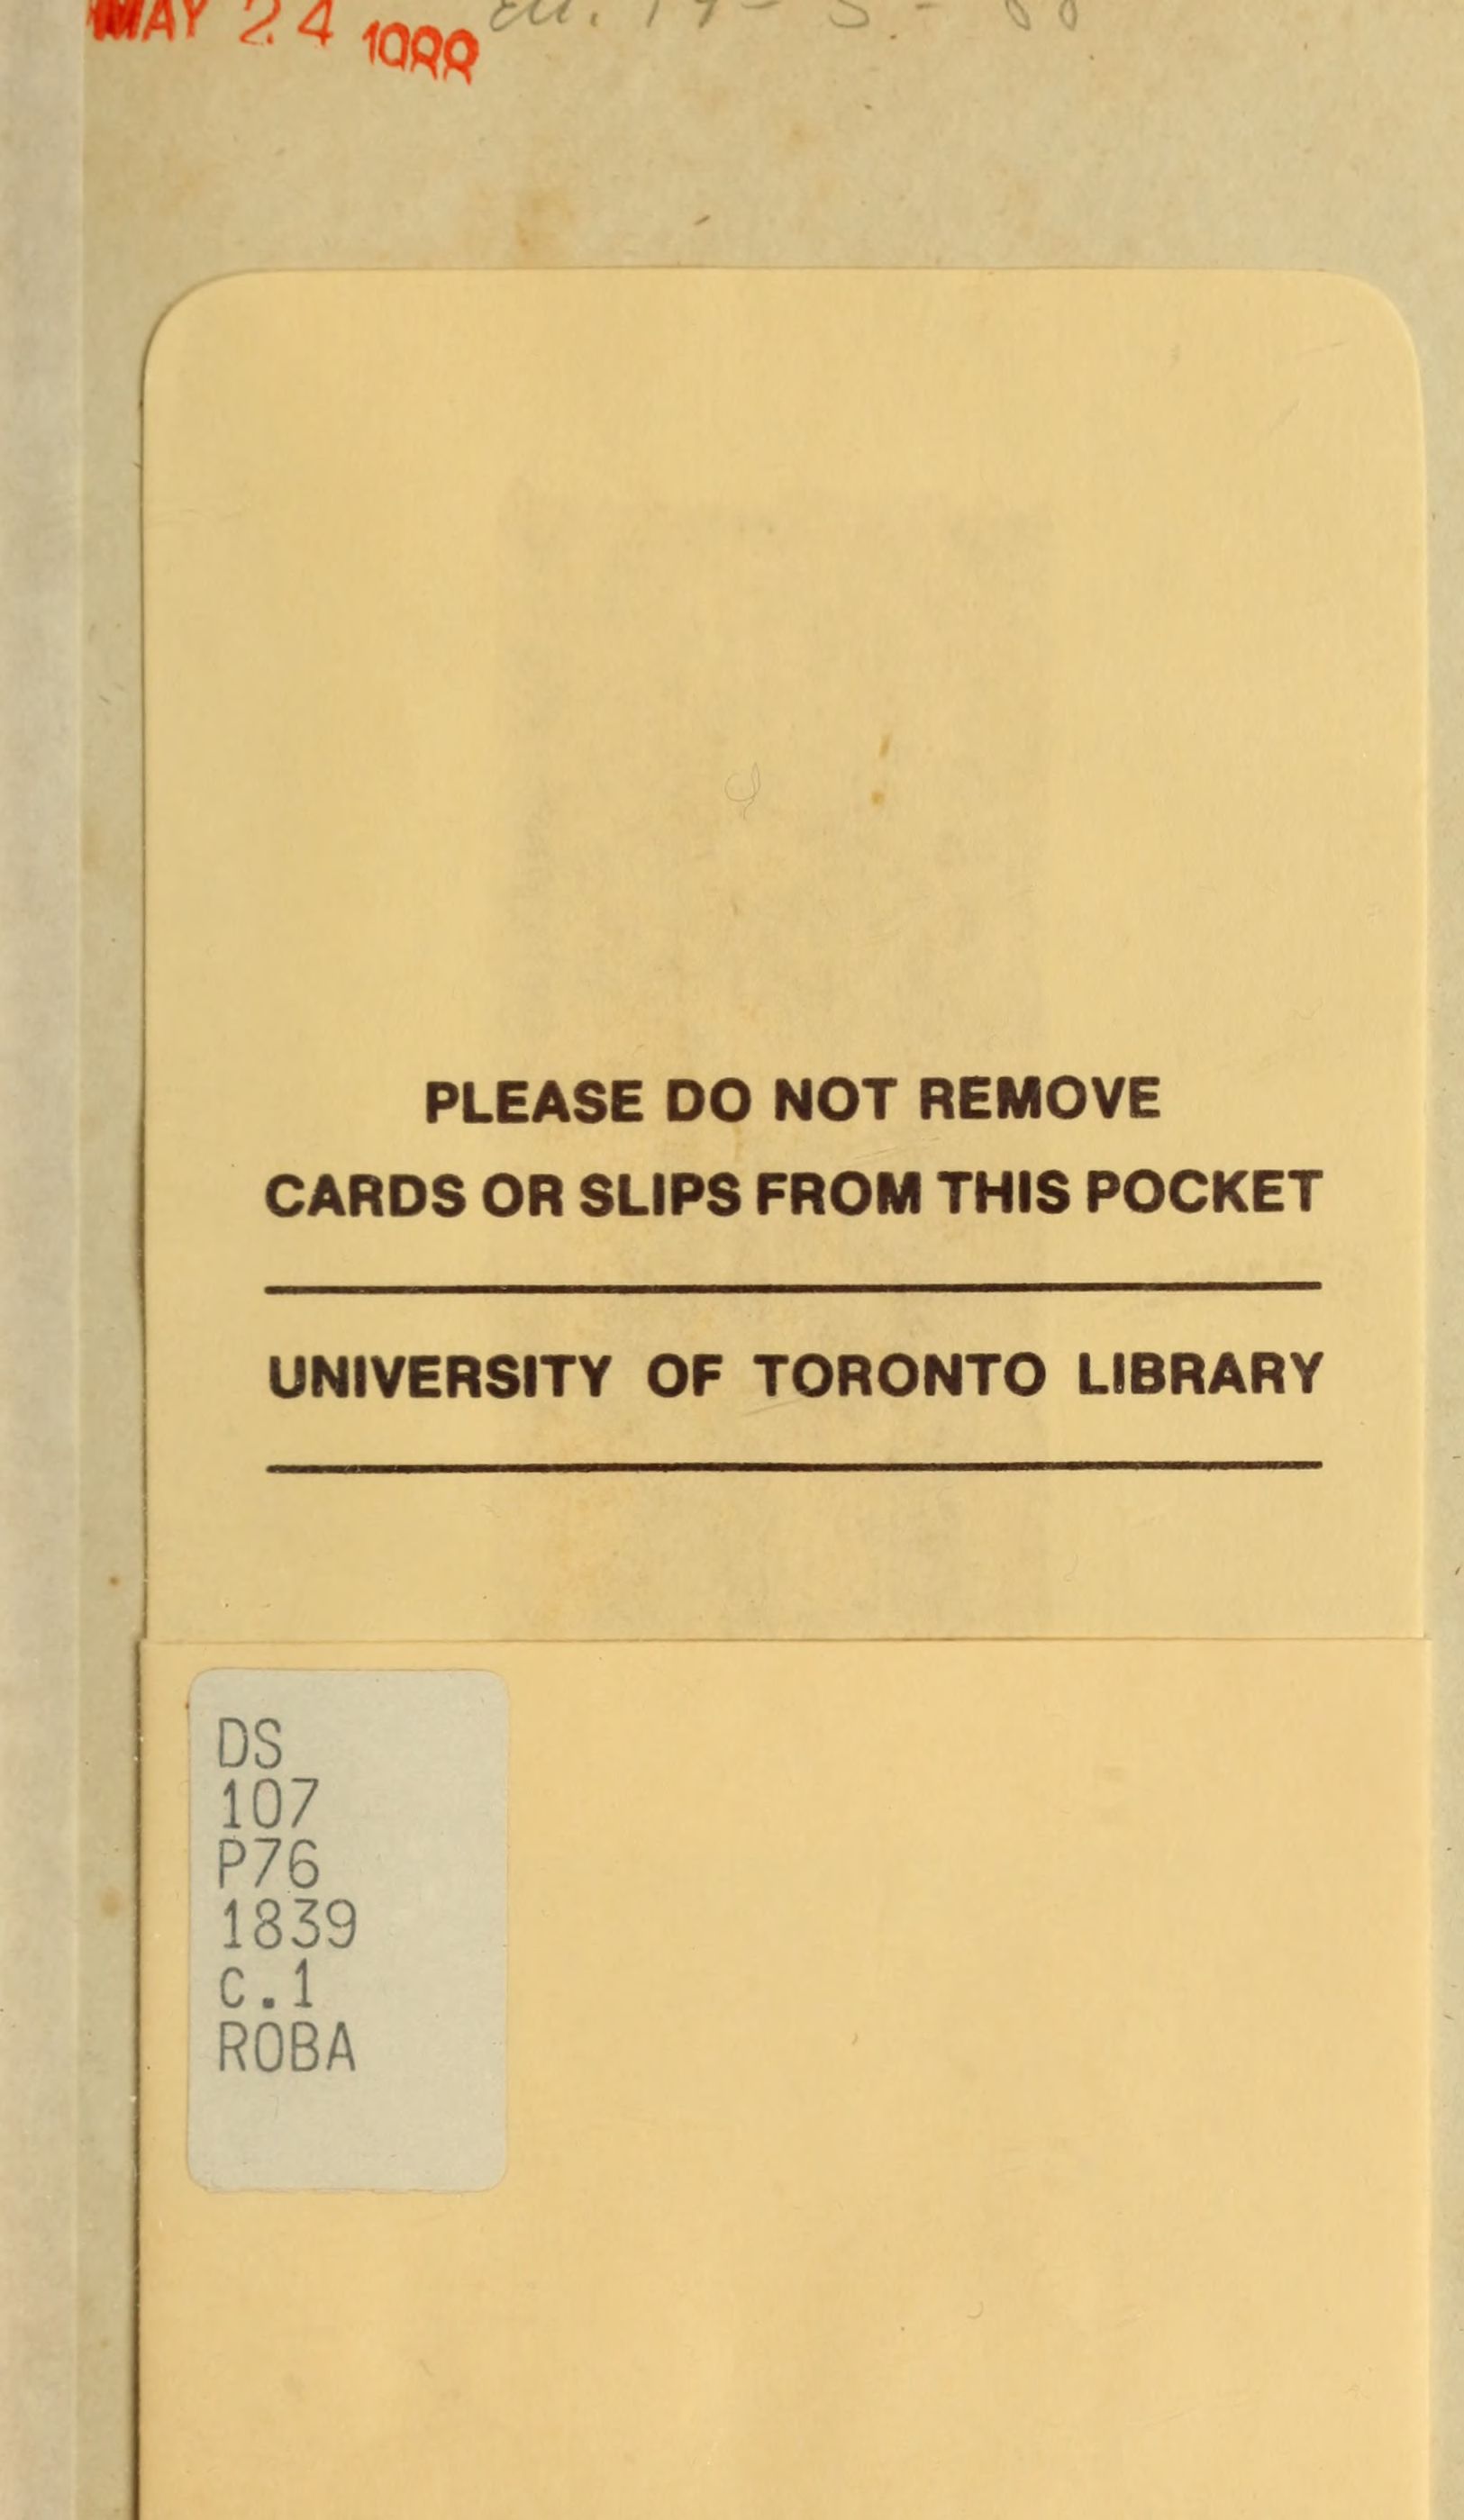 MAY 24 1988
PLEASE DO NOT REMOVE
CARDS OR SLIPS FROM THIS POCKET
UNIVERSITY OF TORONTO LIBRARY
DS
107
P76
1839
C.1
ROBA